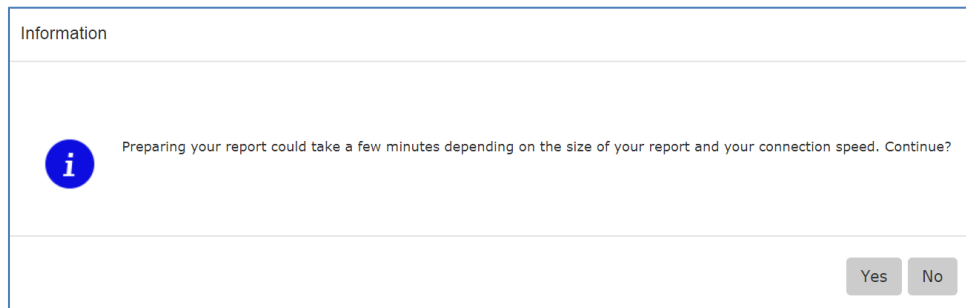 Information
i
Preparing your report could take a few minutes depending on the size of your report and your connection speed. Continue?
Yes No